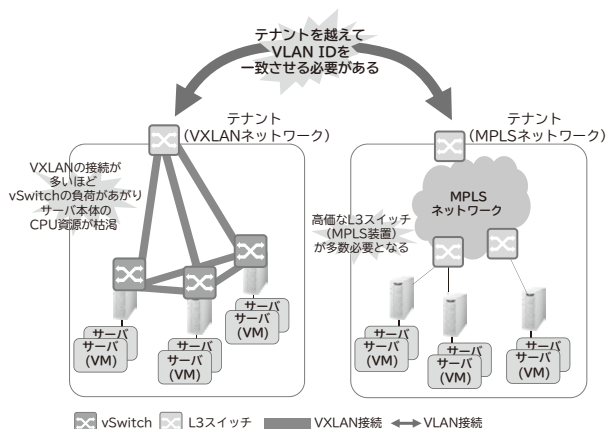 テナントを越えて
VLAN IDを
一致させる必要がある
テナント
(VXLANネットワーク)
テナント
(MPLSネットワーク)
VXLANの接続が
多いほど
vSwitchの負荷があがり
サーバ本体の
CPU資源が枯渇
高価なL3スイッチ
(MPLS装置)
が多数必要となる
MPLS
ネットワーク
サーバ
サーバ
(VM)
サーバ
サーバ
(VM)
サーバ
サーバ
(VM)
サーバ
サーバ
(VM)
サーバ
サーバ
(VM)
サーバ
サーバ
(VM)
vSwitch L3スイッチ VXLAN接続 VLAN接続